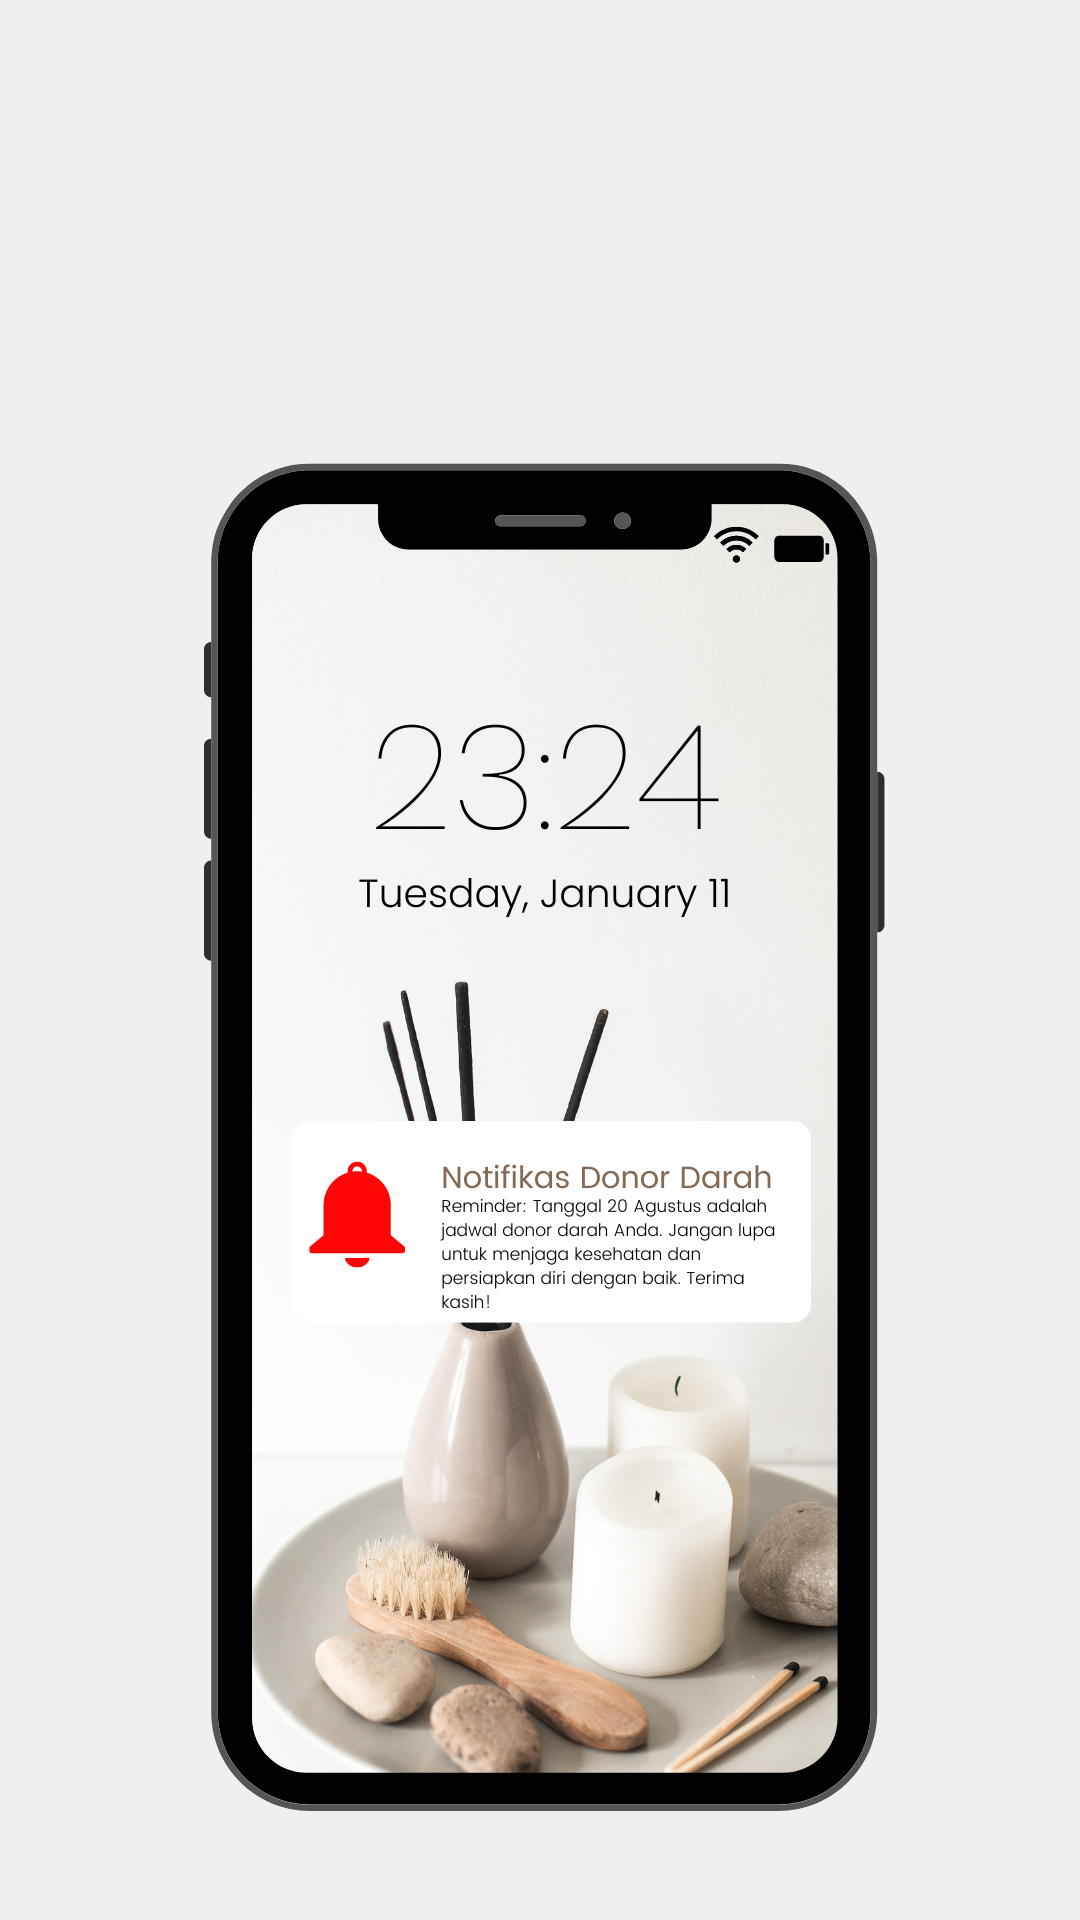 23:24
Tuesday, January 11
Notifikas Donor Darah
Reminder: Tanggal 20 Agustus adalah
jadwal donor darah Anda. Jangan lupa
untuk menjaga kesehatan dan
persiapkan diri dengan baik. Terima
kasih!